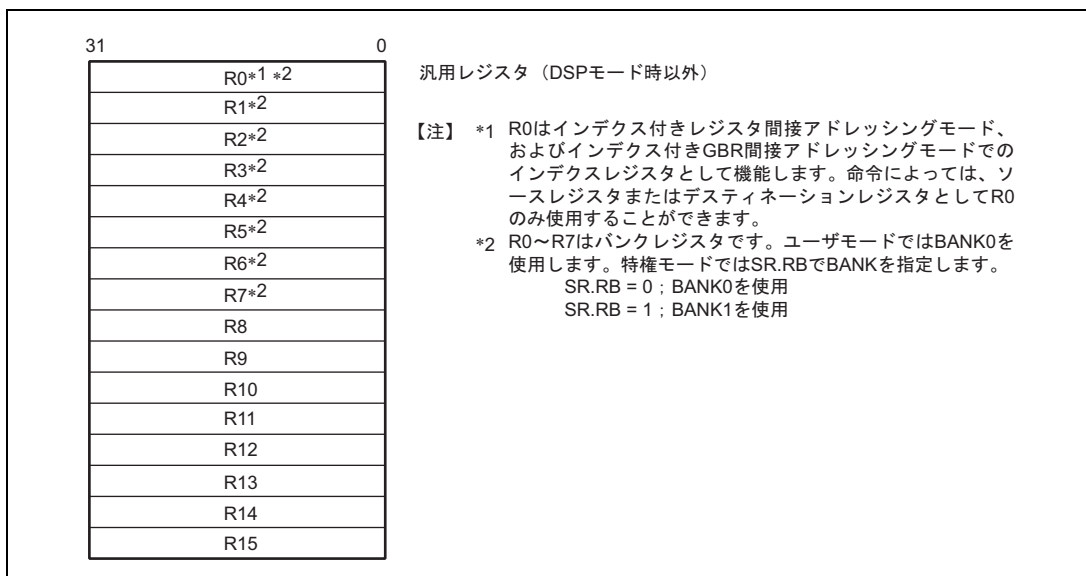 31 0
R0*1 *2
R1*2
R2*2
R3*2
R4*2
R5*2
R6*2
R7*2
R8
R9
R10
R11
R12
R13
R14
R15
汎用レジスタ（DSPモード時以外）
【注】 *1 R0はインデクス付きレジスタ間接アドレッシングモード、
およびインデクス付きGBR間接アドレッシングモードでの
インデクスレジスタとして機能します。命令によっては、ソ
ースレジスタまたはデスティネーションレジスタとしてR0
のみ使用することができます。
*2 R0～R7はバンクレジスタです。ユーザモードではBANK0を
使用します。特権モードではSR.RBでBANKを指定します。
SR.RB = 0；BANK0を使用
SR.RB = 1；BANK1を使用